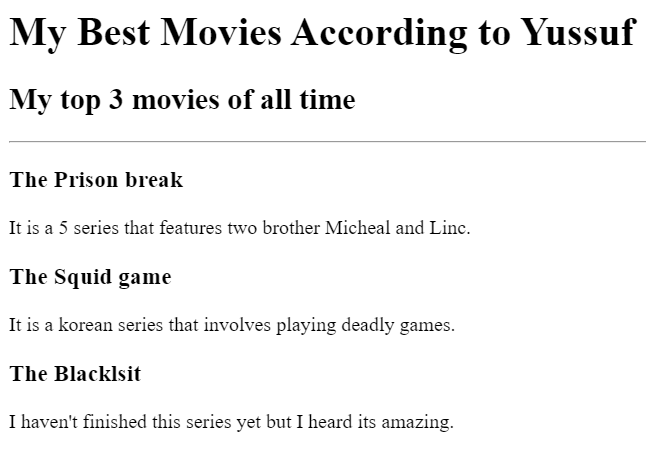 My Best Movies According to Yussuf
My top 3 movies of all time
The Prison break
It is a 5 series that features two brother Micheal and Linc.
The Squid game
It is a korean series that involves playing deadly games.
The Blacklsit
I haven't finished this series yet but I heard its amazing.